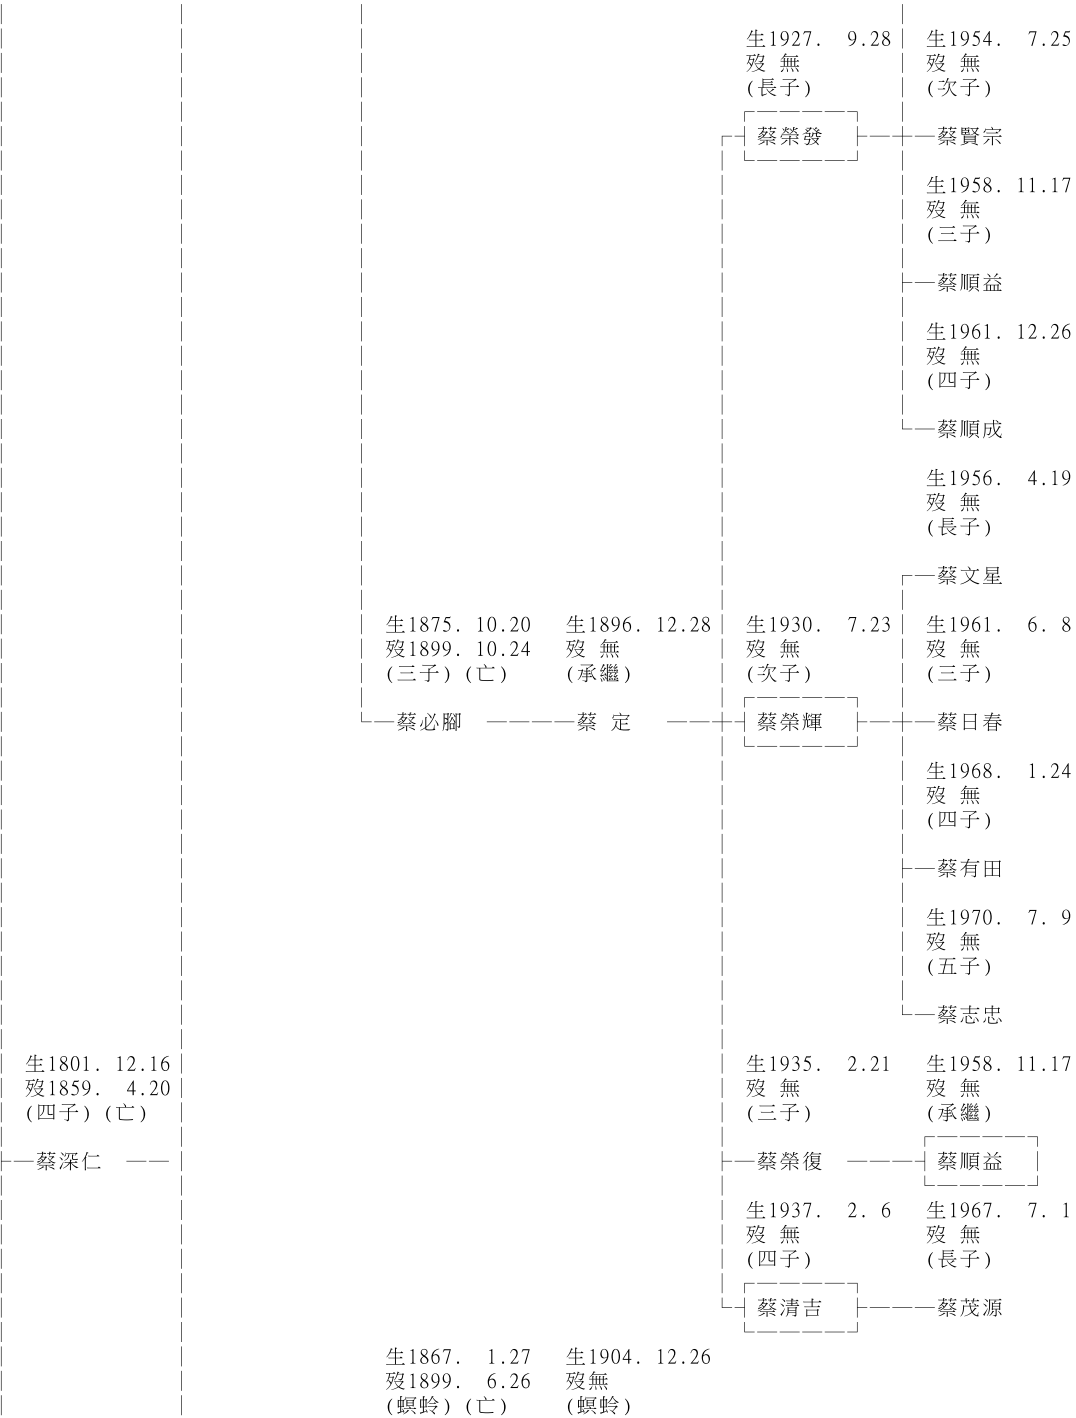 生1927. 9.28 生1954. 7.25
歿 無 歿 無
(長子) (次子)
蔡榮發 蔡賢宗
生1958. 11.17
歿 無
(三子)
蔡順益
生1961. 12.26
歿 無
(四子)
蔡順成
生1956. 4.19
歿 無
(長子)
蔡文星
生1875. 10.20 生1896. 12.28 生1930. 7.23 生1961. 6. 8
歿1899. 10.24 歿 無 歿 無 歿 無
(三子)(亡) (承繼) (次子) (三子)
蔡必腳 蔡 定 蔡榮輝 蔡日春
生1968. 1.24
歿 無
(四子)
蔡有田
生1970. 7. 9
歿 無
(五子)
蔡志忠
生1801. 12.16 生1935. 2.21 生1958. 11.17
歿1859. 4.20 歿 無 歿 無
(四子)(亡) (三子) (承繼)
蔡深仁 蔡榮復 蔡順益
生1937. 2. 6 生1967. 7. 1
歿 無 歿 無
(四子) (長子)
蔡清吉 蔡茂源
生1867. 1.27 生1904. 12.26
歿1899. 6.26 歿無
(螟蛉)(亡) (螟蛉)